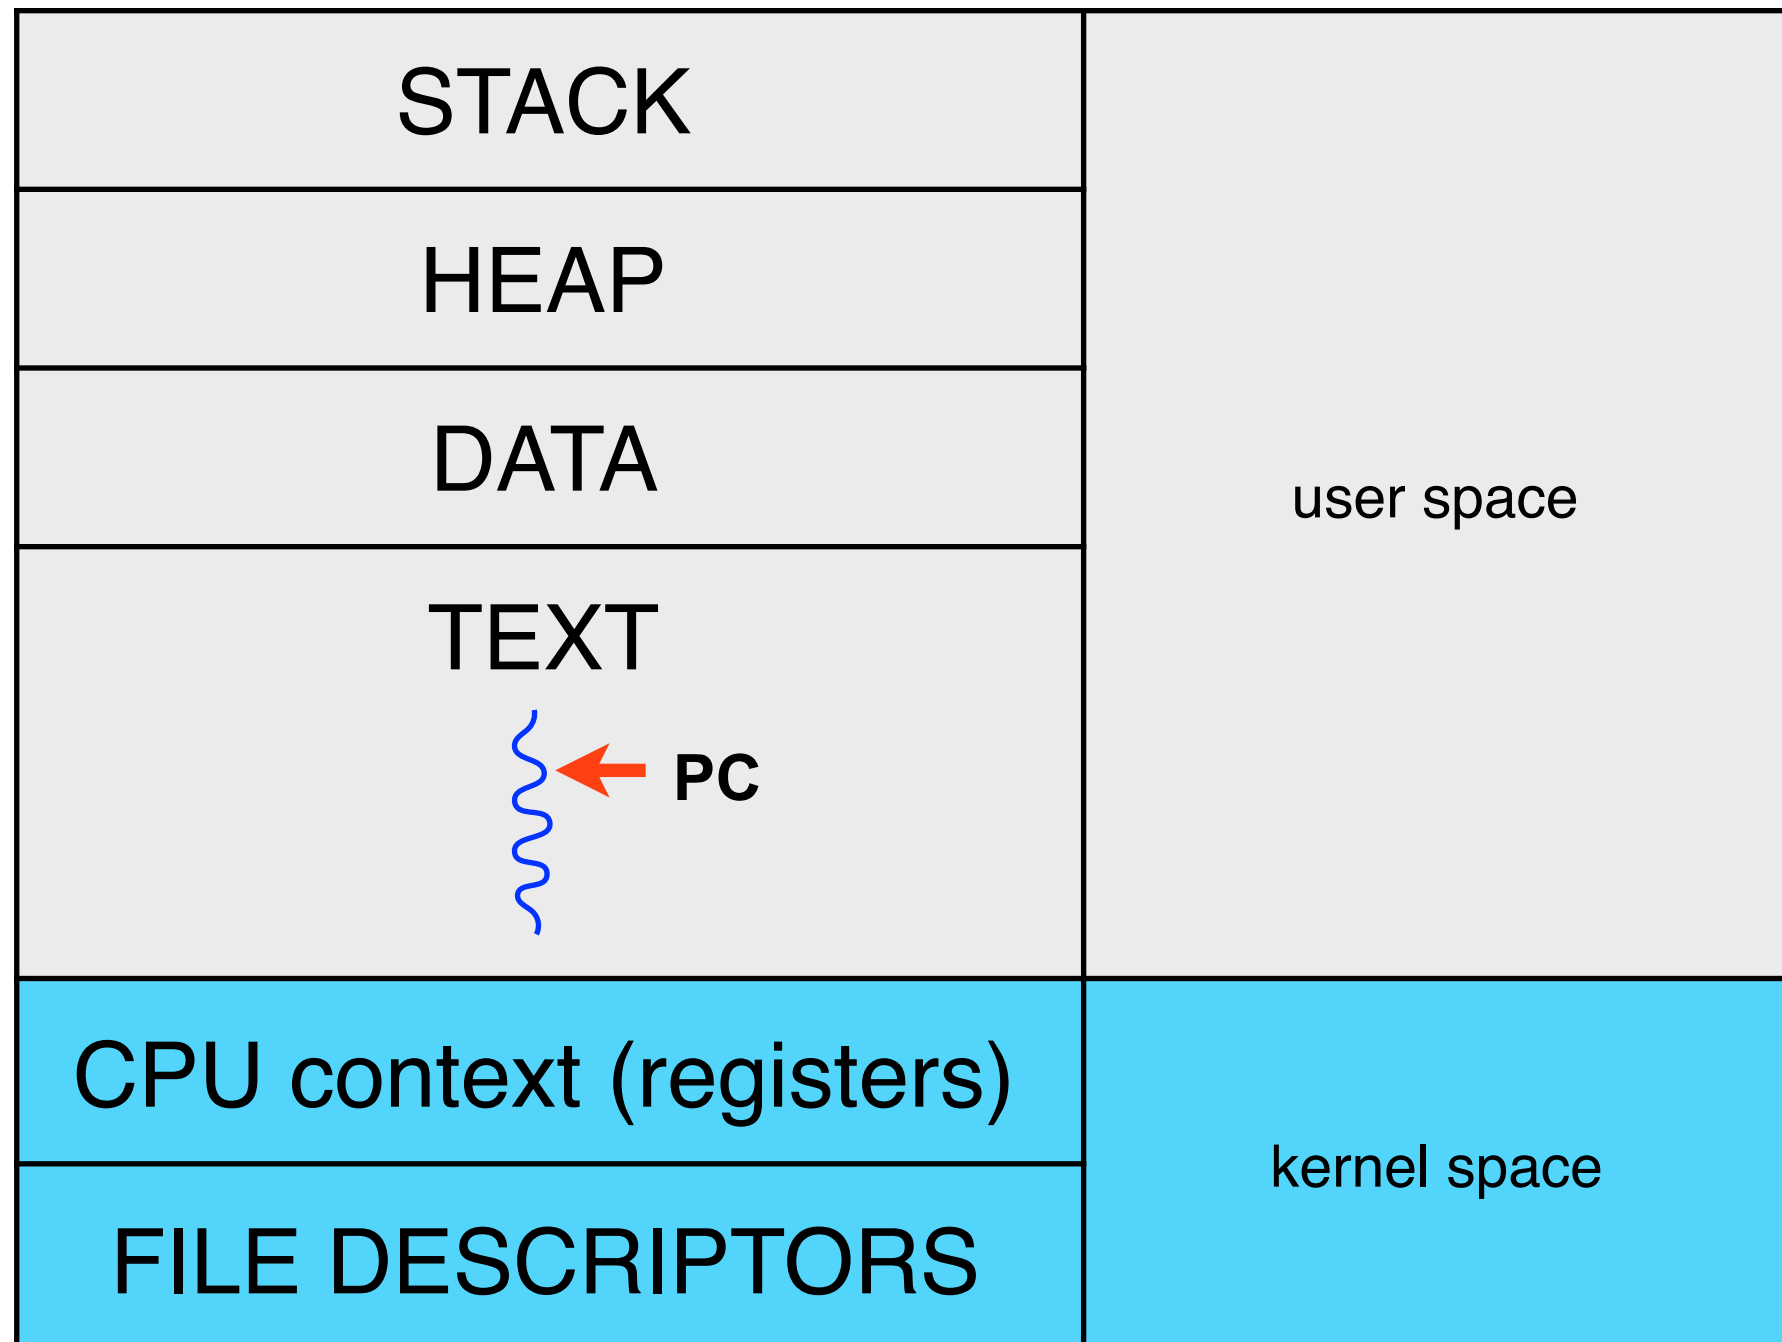 STACK
HEAP
DATA
user space
TEXT
PC
CPU context (registers)
kernel space
FILE DESCRIPTORS